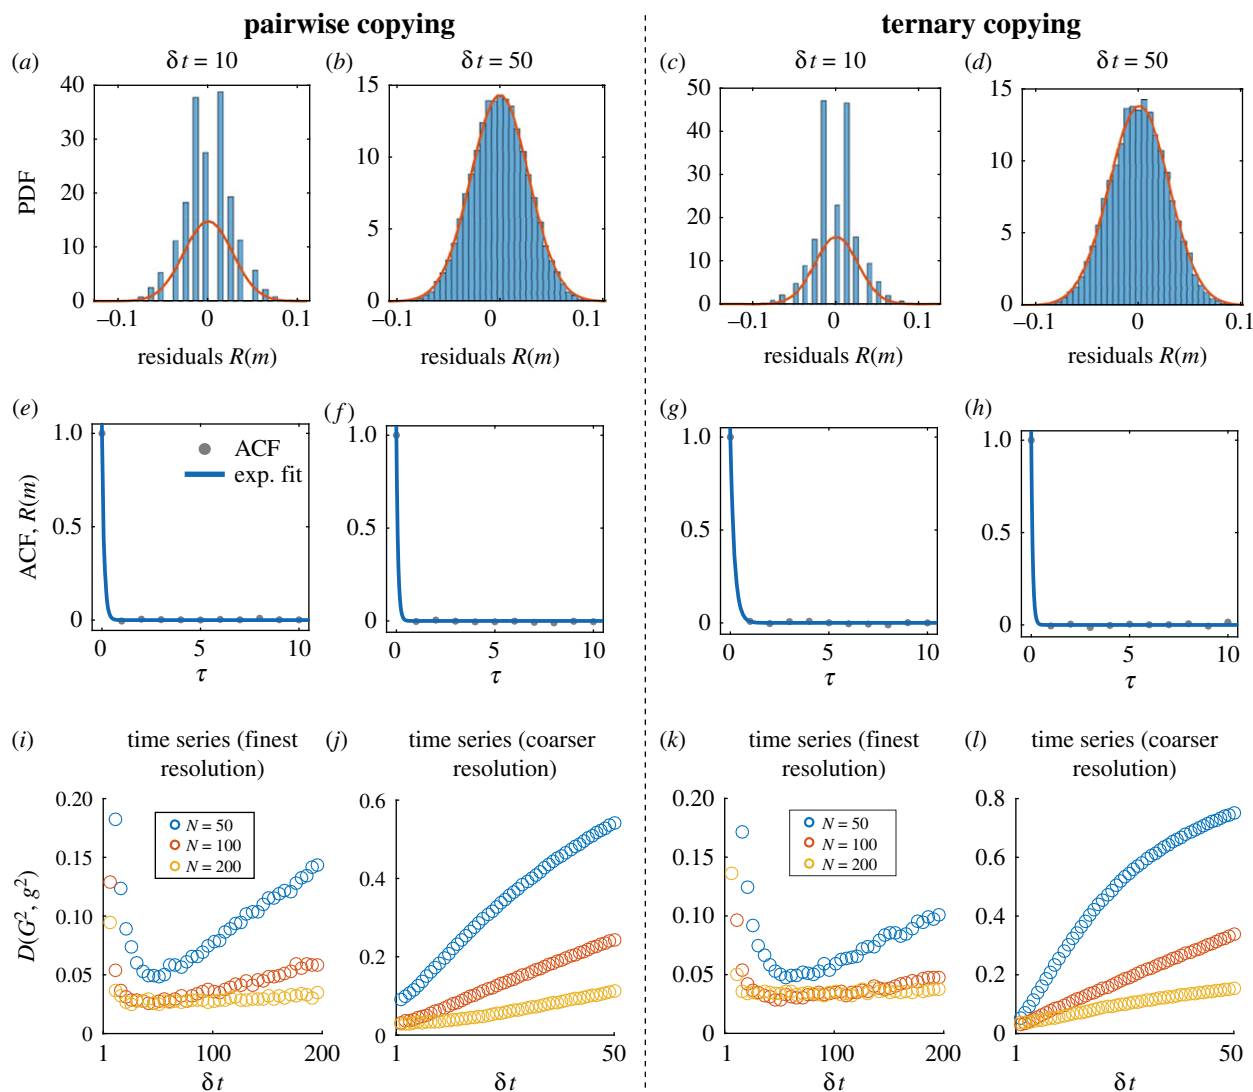 pairwise copying
ternary copying
(a) δt = 10
(b) δt = 50
(c) δt = 10
(d) δt = 50
PDF
40
30
20
10
0
–0.1 0 0.1
residuals R(m)
15
10
5
0
–0.1 0 0.1
residuals R(m)
50
40
30
20
10
0
–0.1 0 0.1
residuals R(m)
15
10
5
0
–0.1 0 0.1
residuals R(m)
(e)
(f)
(g)
(h)
ACF, R(m)
1.0
0.5
0
ACF
exp. fit
0 5 10
τ
1.0
0.5
0
0 5 10
τ
1.0
0.5
0
0 5 10
τ
1.0
0.5
0
0 5 10
τ
(i) time series (finest
resolution)
(j) time series (coarser
resolution)
(k) time series (finest
resolution)
(l) time series (coarser
resolution)
D(G², g²)
0.20
0.15
0.10
0.05
0
N = 50
N = 100
N = 200
1 100 200
δt
0.6
0.4
0.2
0
1 50
δt
0.20
0.15
0.10
0.05
0
N = 50
N = 100
N = 200
1 100 200
δt
0.8
0.6
0.4
0.2
0
1 50
δt